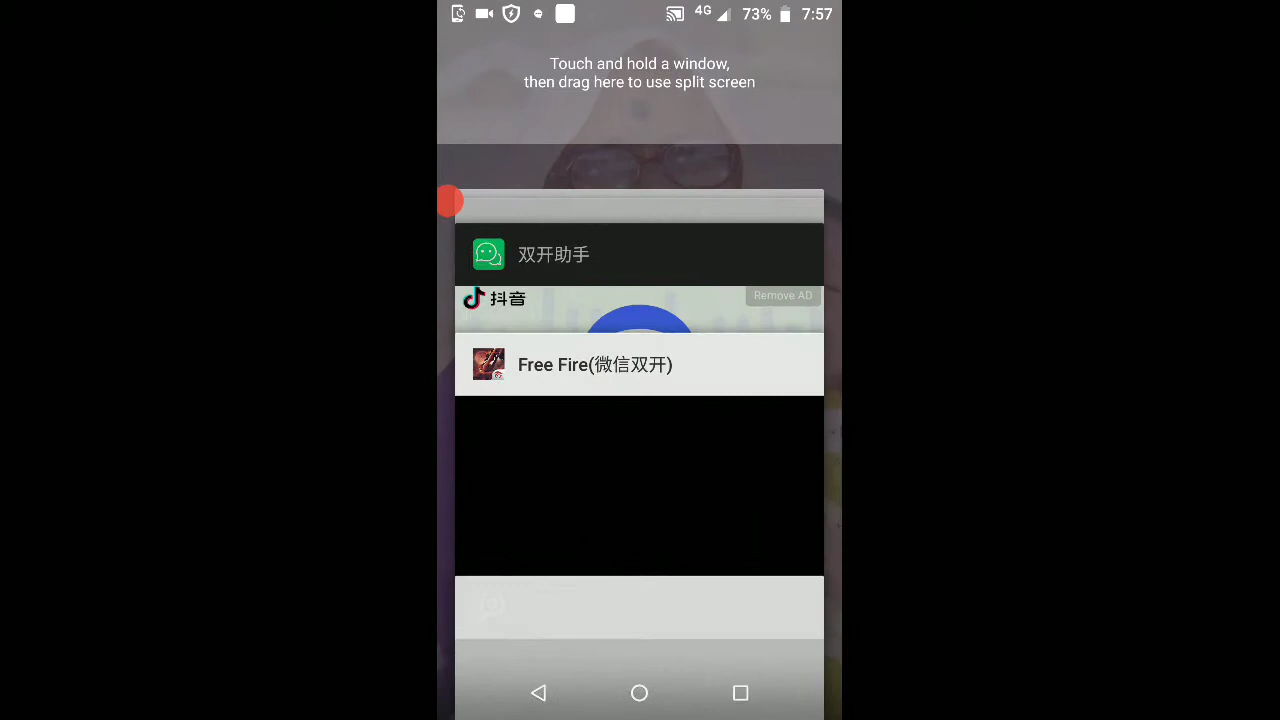 4G 73% 7:57
Touch and hold a window,
then drag here to use split screen
双开助手
抖音 Remove AD
Free Fire(微信双开)